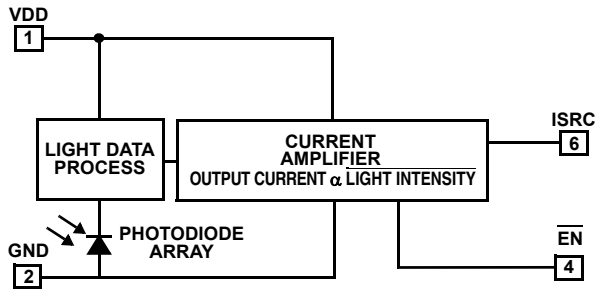 VDD
1
LIGHT DATA
PROCESS
CURRENT
AMPLIFIER
OUTPUT CURRENT α LIGHT INTENSITY
ISRC
6
PHOTODIODE
ARRAY
GND
2
EN
4